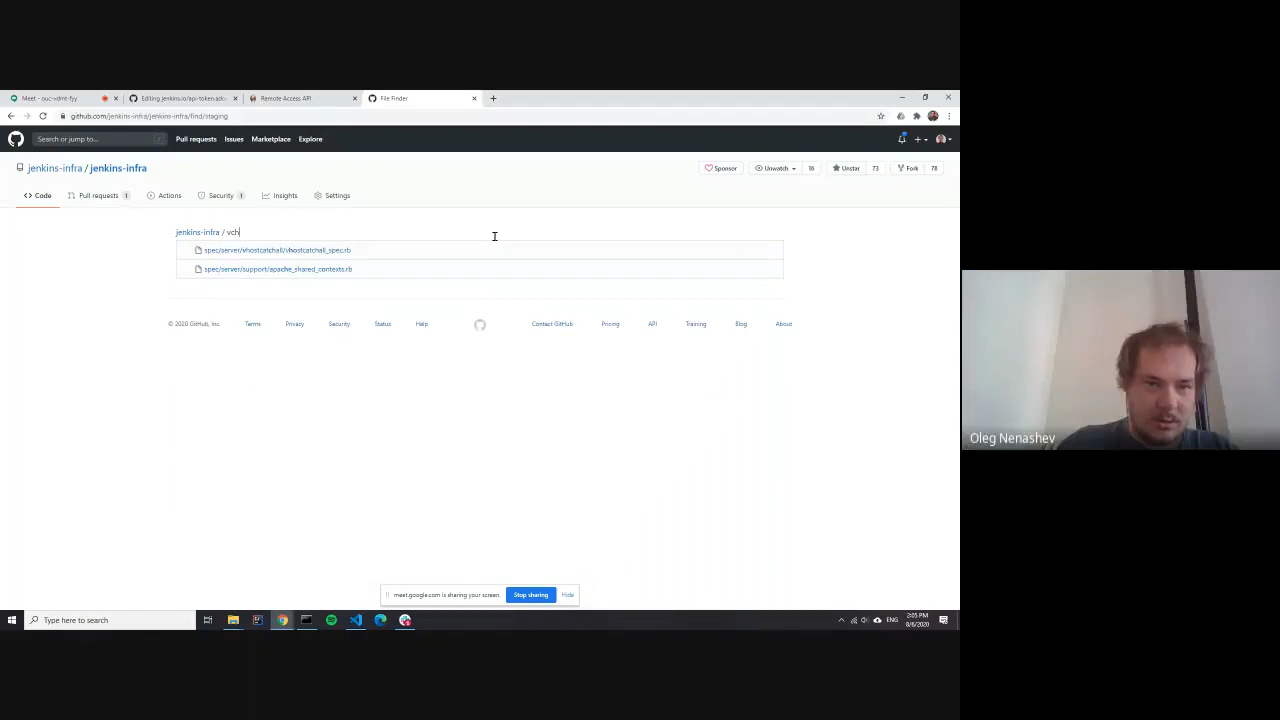 Meet - ouc-vdmt-fyy
Editing jenkins.io/api-token.ado
Remote Access API
File Finder
github.com/jenkins-infra/jenkins-infra/find/staging
Search or jump to...
/
Pull requests
Issues
Marketplace
Explore
jenkins-infra / jenkins-infra
Sponsor
Unwatch
16
Unstar
73
Fork
78
Code
Pull requests 1
Actions
Security 1
Insights
Settings
jenkins-infra / vch
spec/server/vhostcatchall/vhostcatchall_spec.rb
spec/server/support/apache_shared_contexts.rb
© 2020 GitHub, Inc.
Terms
Privacy
Security
Status
Help
Contact GitHub
Pricing
API
Training
Blog
About
Oleg Nenashev
meet.google.com is sharing your screen.
Stop sharing
Hide
Type here to search
ENG
2:05 PM
8/6/2020